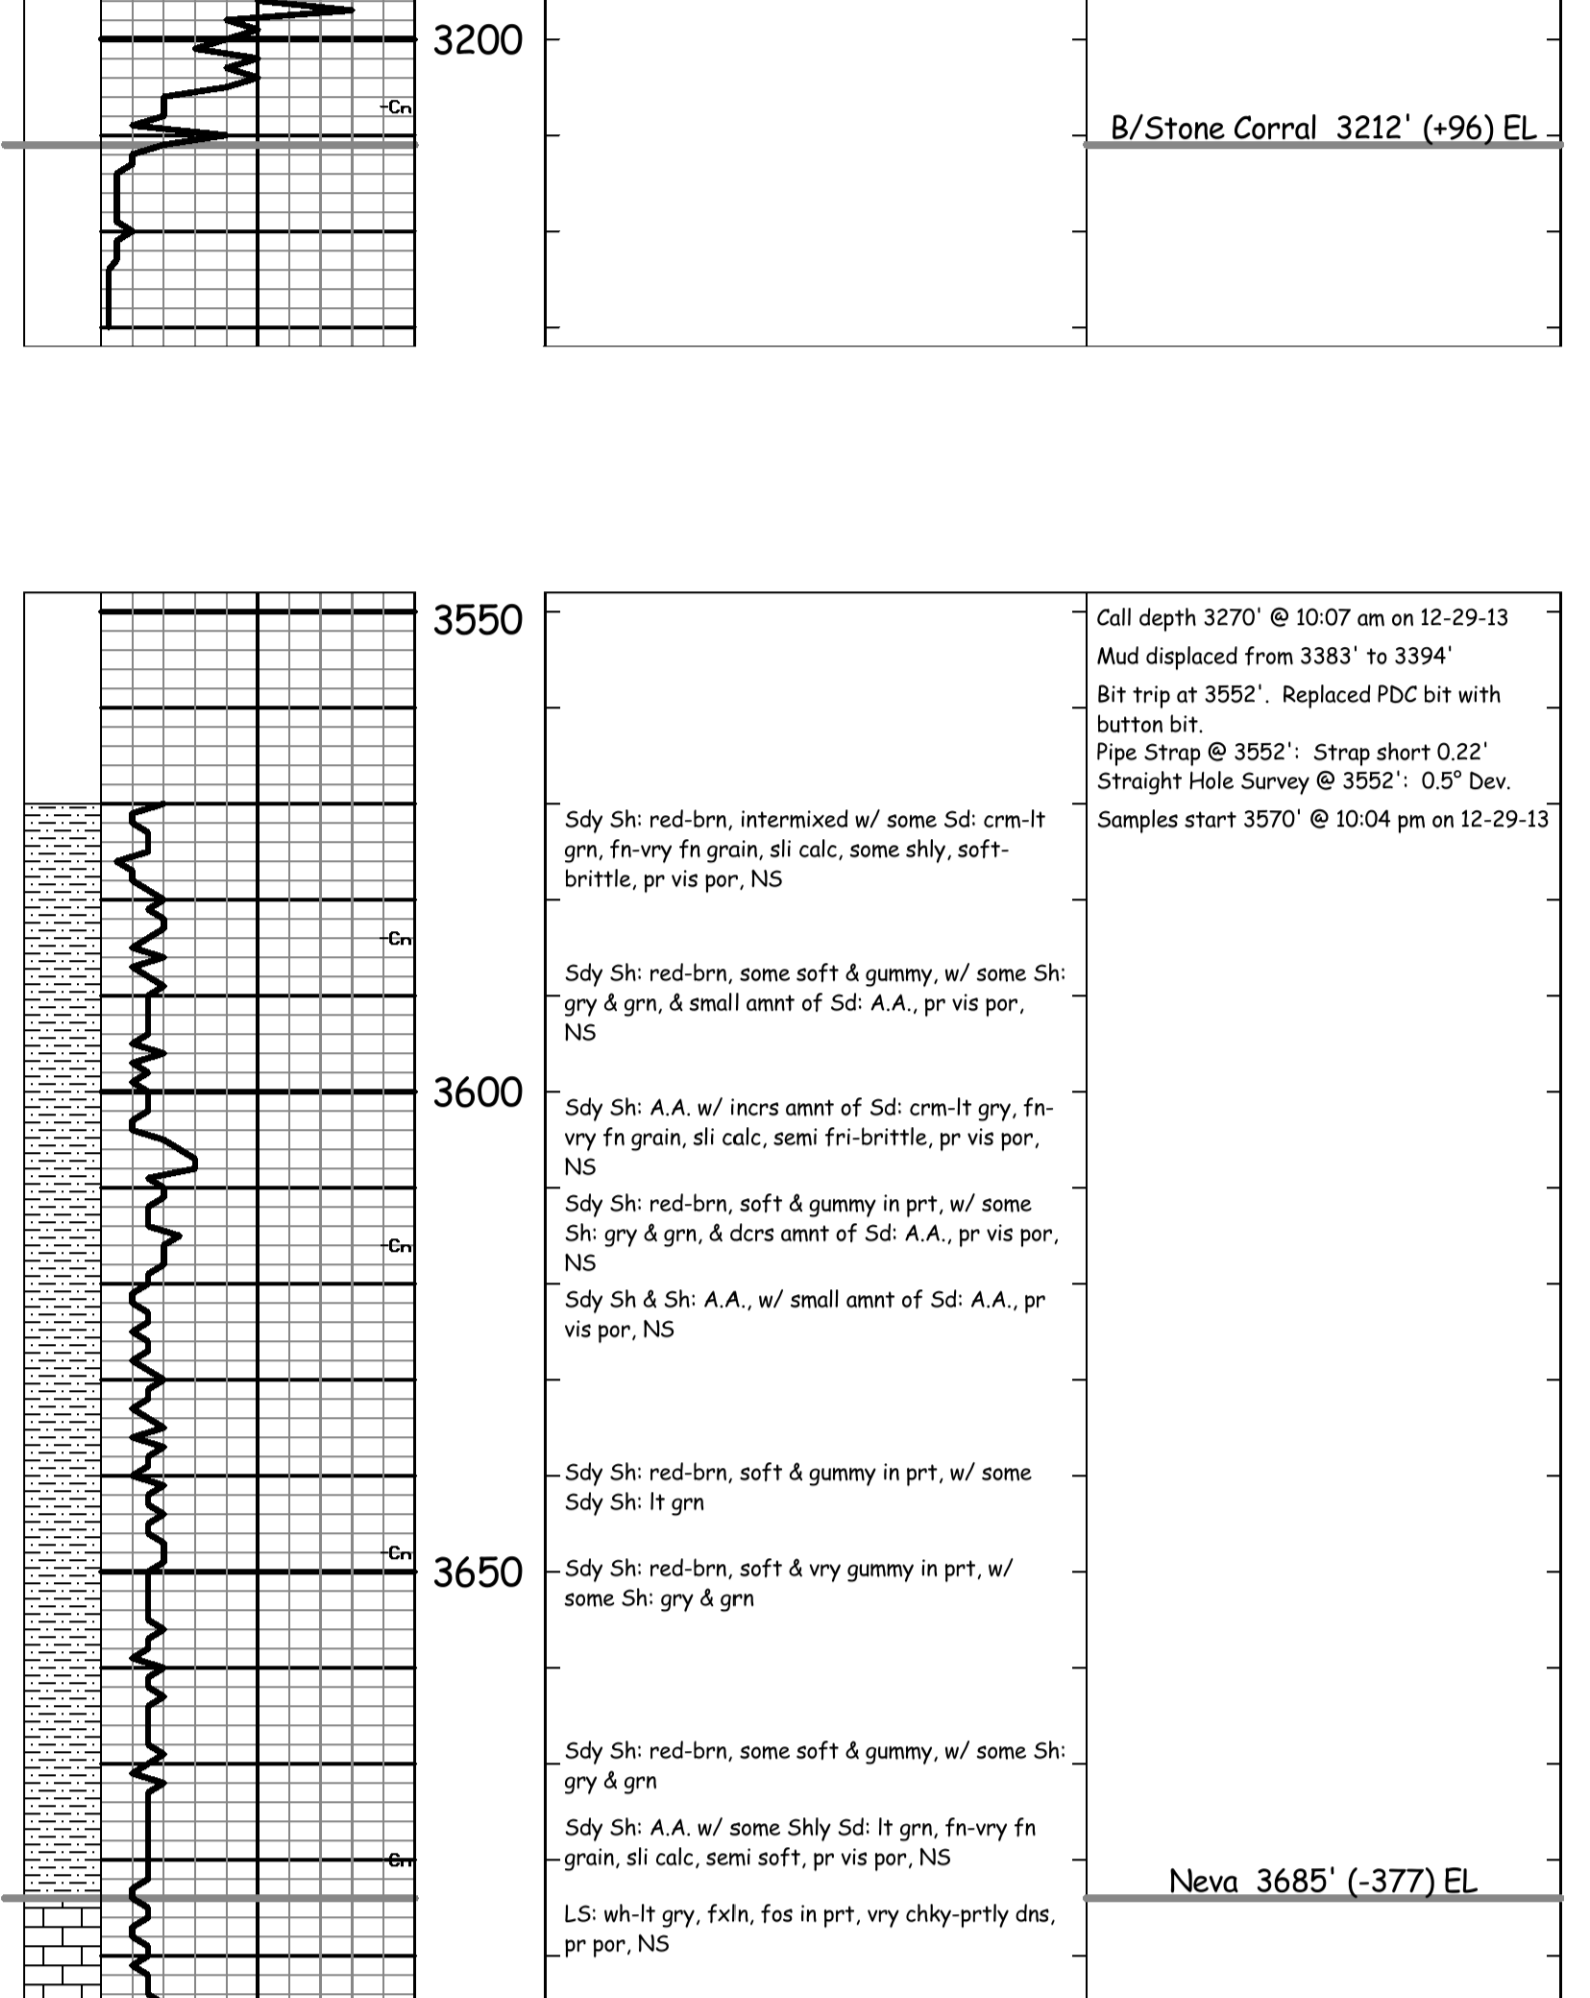 3200
-Cn
B/Stone Corral 3212' (+96) EL
3550
Call depth 3270' @ 10:07 am on 12-29-13
Mud displaced from 3383' to 3394'
Bit trip at 3552'. Replaced PDC bit with
button bit.
Pipe Strap @ 3552': Strap short 0.22'
Straight Hole Survey @ 3552': 0.5° Dev.
Samples start 3570' @ 10:04 pm on 12-29-13
Sdy Sh: red-brn, intermixed w/ some Sd: crm-lt
grn, fn-vry fn grain, sli calc, some shly, soft-
brittle, pr vis por, NS
-Cn
Sdy Sh: red-brn, some soft & gummy, w/ some Sh:
gry & grn, & small amnt of Sd: A.A., pr vis por,
NS
3600
Sdy Sh: A.A. w/ incrs amnt of Sd: crm-lt gry, fn-
vry fn grain, sli calc, semi fri-brittle, pr vis por,
NS
Sdy Sh: red-brn, soft & gummy in prt, w/ some
Sh: gry & grn, & dcrs amnt of Sd: A.A., pr vis por,
NS
-Cn
Sdy Sh & Sh: A.A., w/ small amnt of Sd: A.A., pr
vis por, NS
Sdy Sh: red-brn, soft & gummy in prt, w/ some
Sdy Sh: lt grn
-Cn
3650
Sdy Sh: red-brn, soft & vry gummy in prt, w/
some Sh: gry & grn
Sdy Sh: red-brn, some soft & gummy, w/ some Sh:
gry & grn
Sdy Sh: A.A. w/ some Shly Sd: lt grn, fn-vry fn
grain, sli calc, semi soft, pr vis por, NS
-Cn
Neva 3685' (-377) EL
LS: wh-lt gry, fxln, fos in prt, vry chky-prtly dns,
pr por, NS